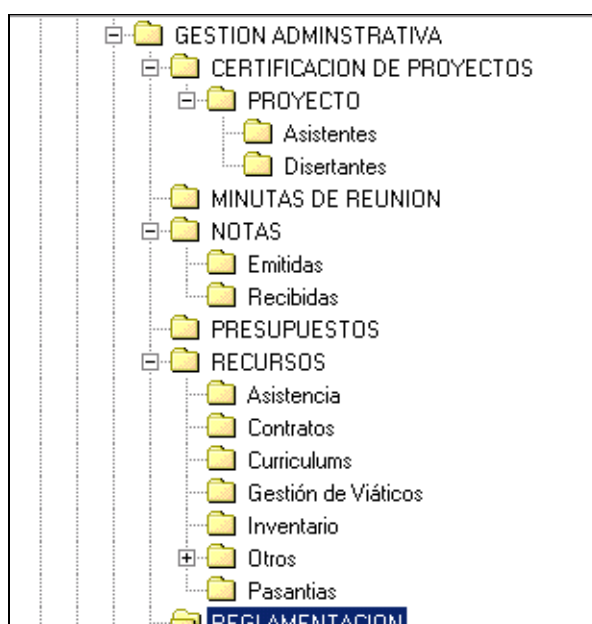 GESTION ADMINSTRATIVA
CERTIFICACION DE PROYECTOS
PROYECTO
Asistentes
Disertantes
MINUTAS DE REUNION
NOTAS
Emitidas
Recibidas
PRESUPUESTOS
RECURSOS
Asistencia
Contratos
Curriculums
Gestión de Viáticos
Inventario
Otros
Pasantias
REGLAMENTACION